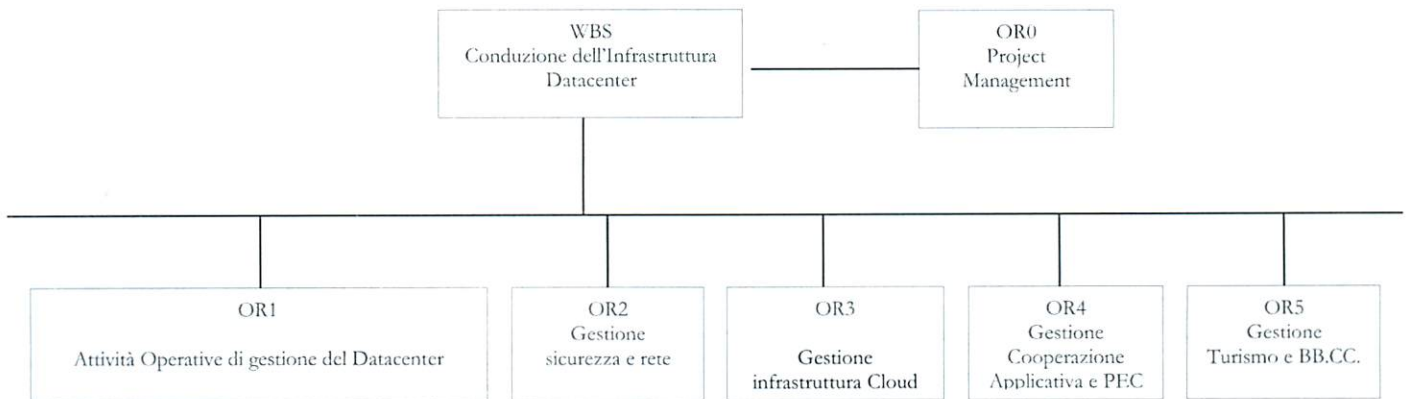 WBS
Conduzione dell'Infrastruttura
Datacenter
OR0
Project
Management
OR1
Attività Operative di gestione del Datacenter
OR2
Gestione
sicurezza e rete
OR3
Gestione
infrastruttura Cloud
OR4
Gestione
Cooperazione
Applicativa e PEC
OR5
Gestione
Turismo e BB.CC.